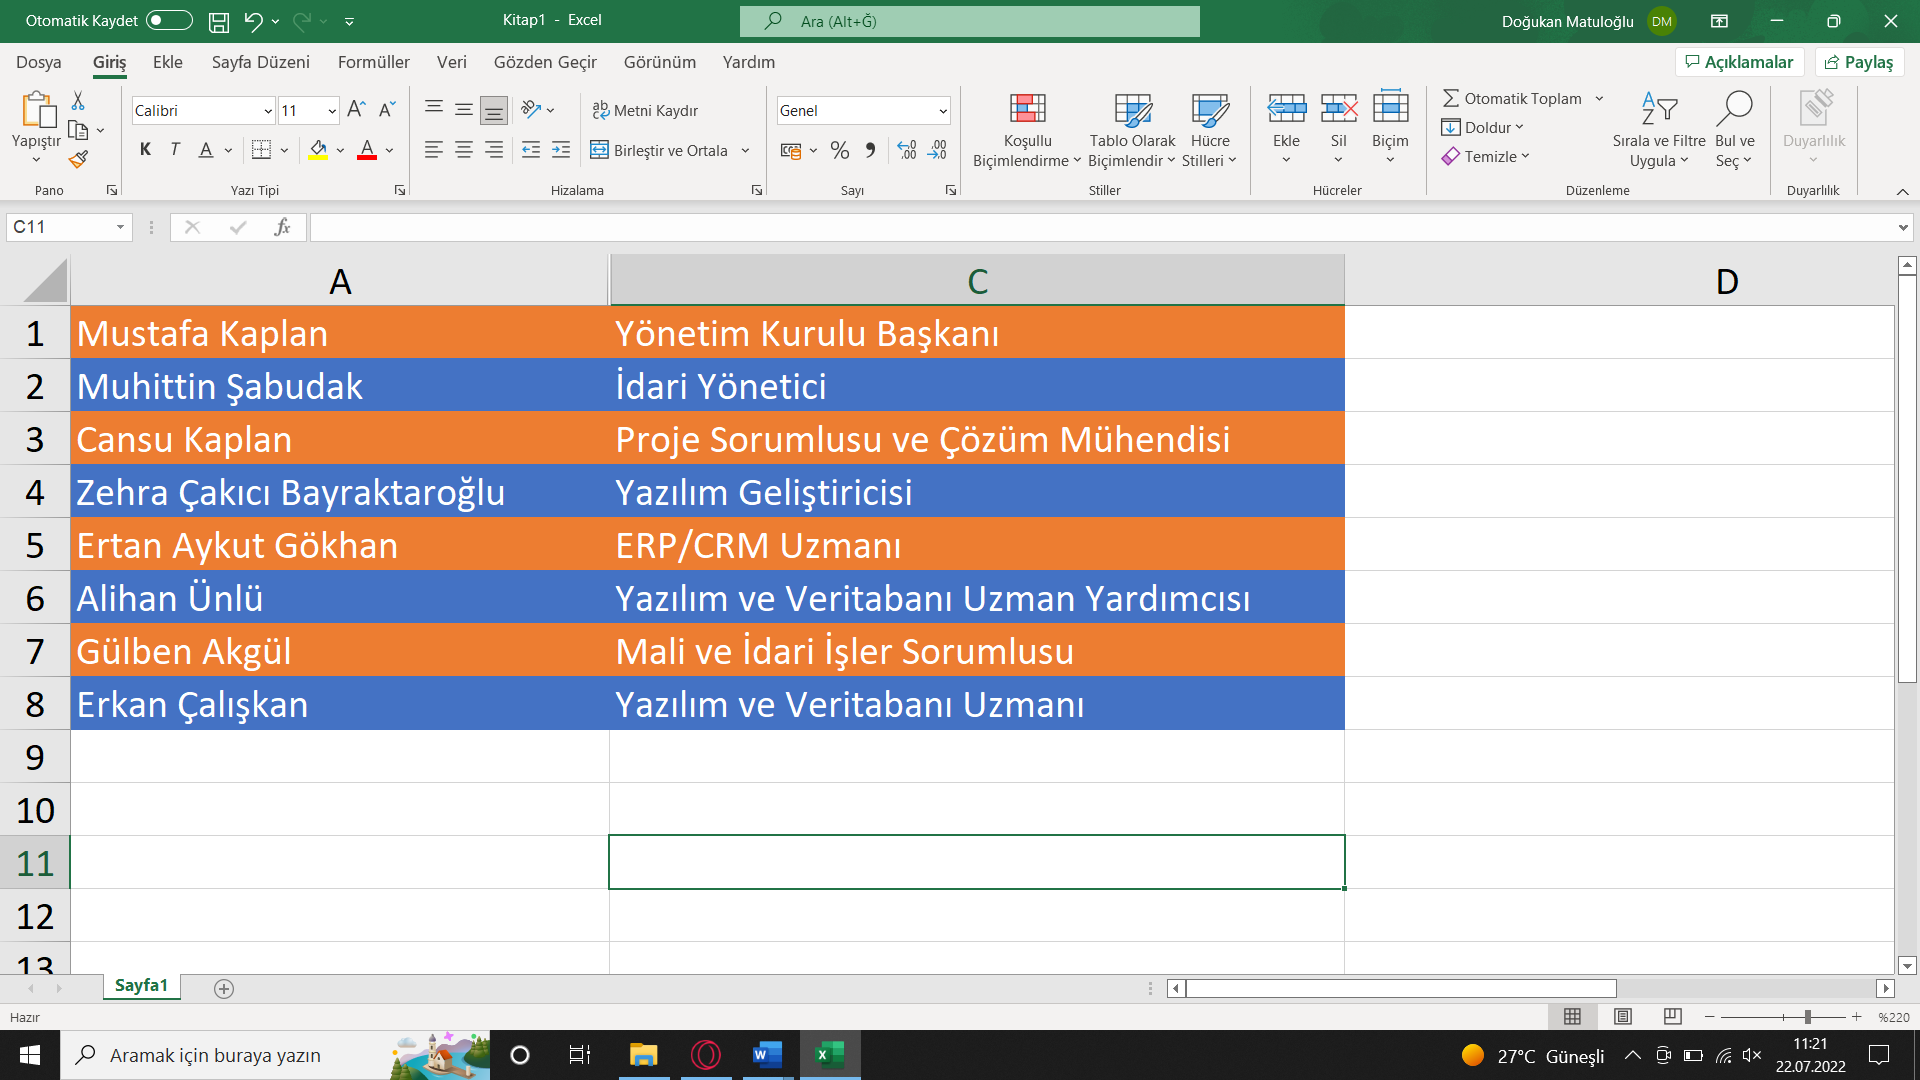 Otomatik Kaydet
Kitap1 - Excel
Ara (Alt+Ğ)
Doğukan Matuloğlu DM
Dosya Giriş Ekle Sayfa Düzeni Formüller Veri Gözden Geçir Görünüm Yardım
Açıklamalar Paylaş
Yapıştır
Pano
Calibri 11
K T A A
Yazı Tipi
Metni Kaydır
Birleştir ve Ortala
Hizalama
Genel
Sayı
Koşullu Biçimlendirme
Tablo Olarak Biçimlendir
Hücre Stilleri
Stiller
Ekle Sil Biçim
Hücreler
Otomatik Toplam
Doldur
Temizle
Sırala ve Filtre Uygula
Bul ve Seç
Düzenleme
Duyarlılık
Duyarlılık
C11
fx
A C D
1 Mustafa Kaplan Yönetim Kurulu Başkanı
2 Muhittin Şabudak İdari Yönetici
3 Cansu Kaplan Proje Sorumlusu ve Çözüm Mühendisi
4 Zehra Çakıcı Bayraktaroğlu Yazılım Geliştiricisi
5 Ertan Aykut Gökhan ERP/CRM Uzmanı
6 Alihan Ünlü Yazılım ve Veritabanı Uzman Yardımcısı
7 Gülben Akgül Mali ve İdari İşler Sorumlusu
8 Erkan Çalışkan Yazılım ve Veritabanı Uzmanı
9
10
11
12
13
Sayfa1
Hazır
%220
Aramak için buraya yazın
27°C Güneşli
11:21
22.07.2022